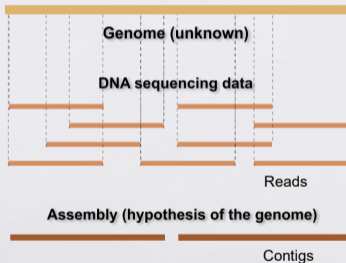 Genome (unknown)
DNA sequencing data
Reads
Assembly (hypothesis of the genome)
Contigs